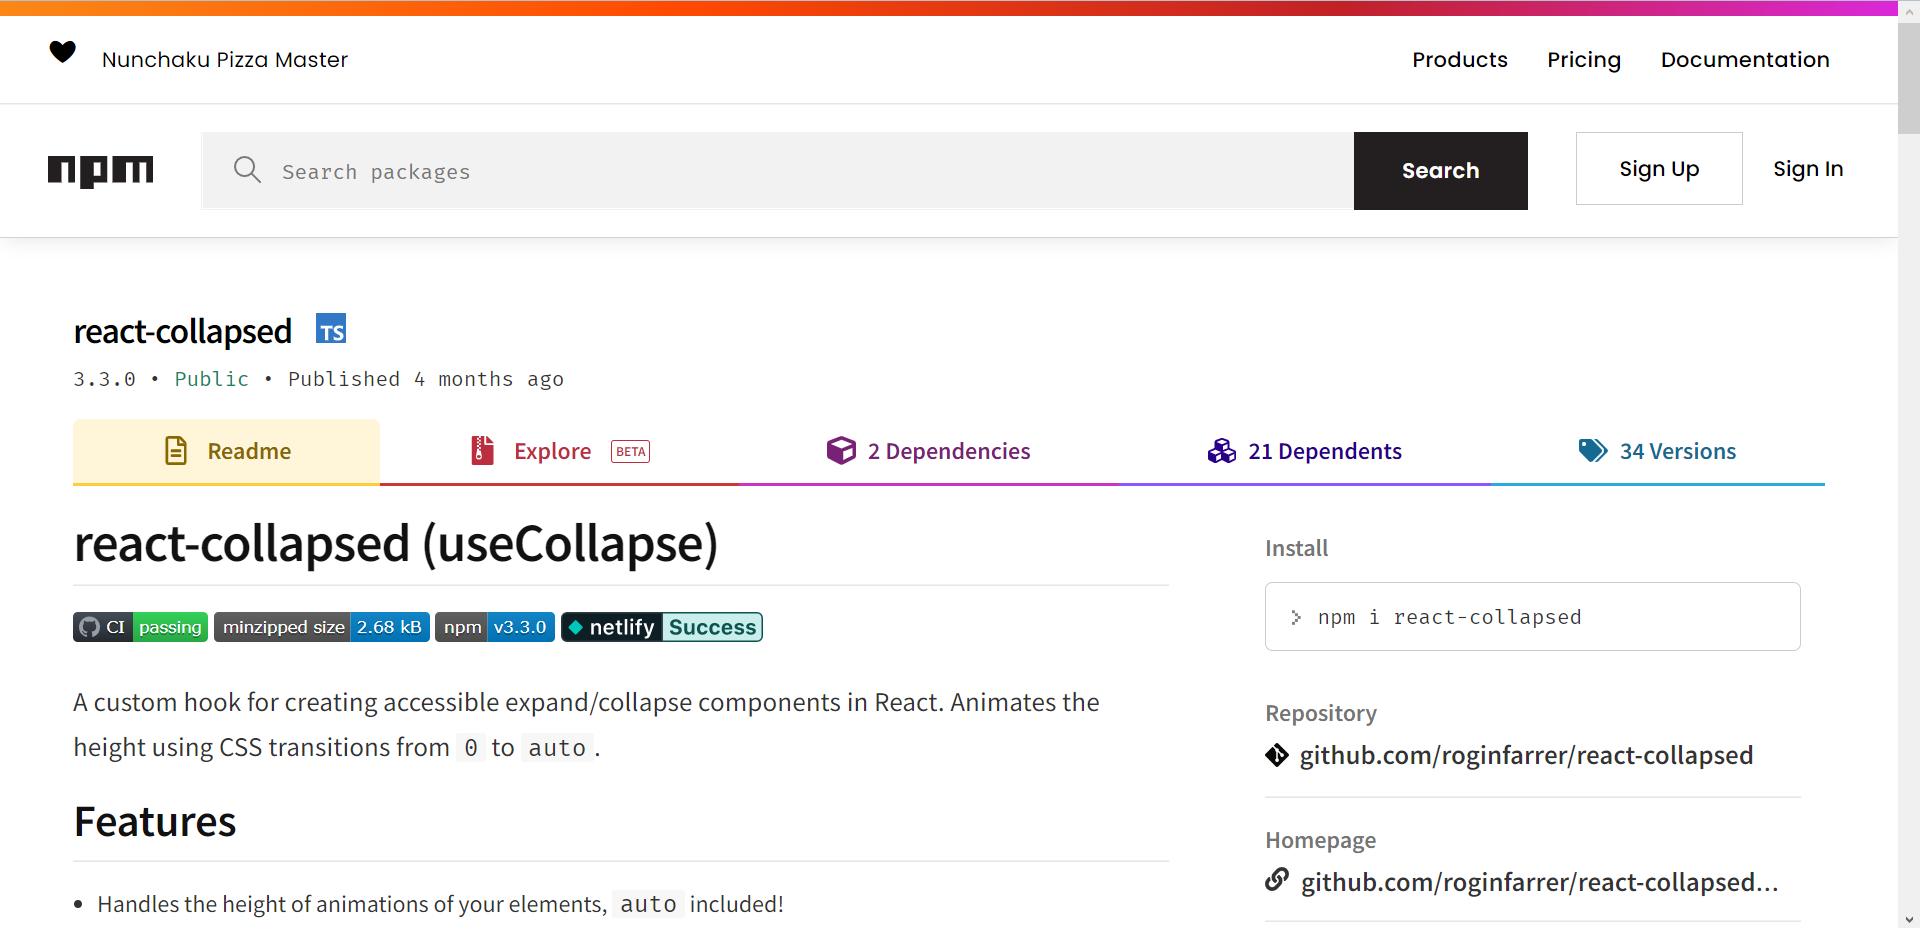 Nunchaku Pizza Master
Products Pricing Documentation
npm
Search packages
Search
Sign Up
Sign In
react-collapsed TS
3.3.0 • Public • Published 4 months ago
Readme
Explore BETA
2 Dependencies
21 Dependents
34 Versions
react-collapsed (useCollapse)
CI passing minzipped size 2.68 kB npm v3.3.0 netlify Success
A custom hook for creating accessible expand/collapse components in React. Animates the
height using CSS transitions from 0 to auto.
Features
• Handles the height of animations of your elements, auto included!
Install
> npm i react-collapsed
Repository
github.com/roginfarrer/react-collapsed
Homepage
github.com/roginfarrer/react-collapsed...